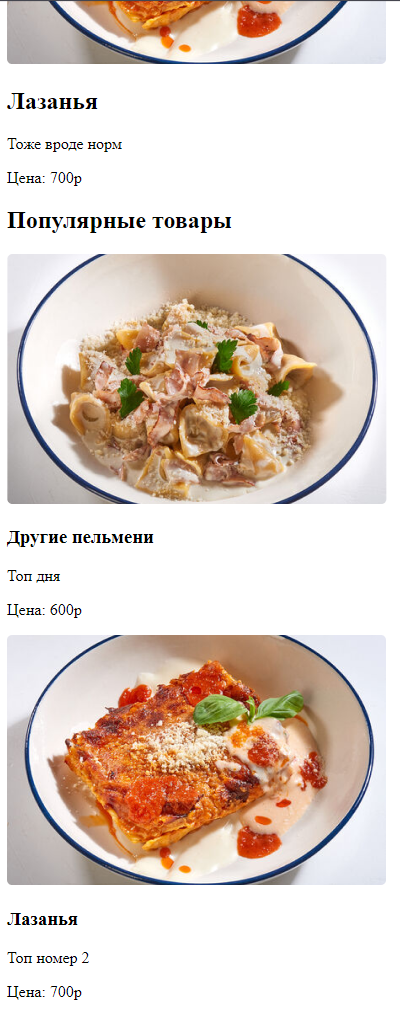 Лазанья
Тоже вроде норм
Цена: 700р
Популярные товары
Другие пельмени
Топ дня
Цена: 600р
Лазанья
Топ номер 2
Цена: 700р